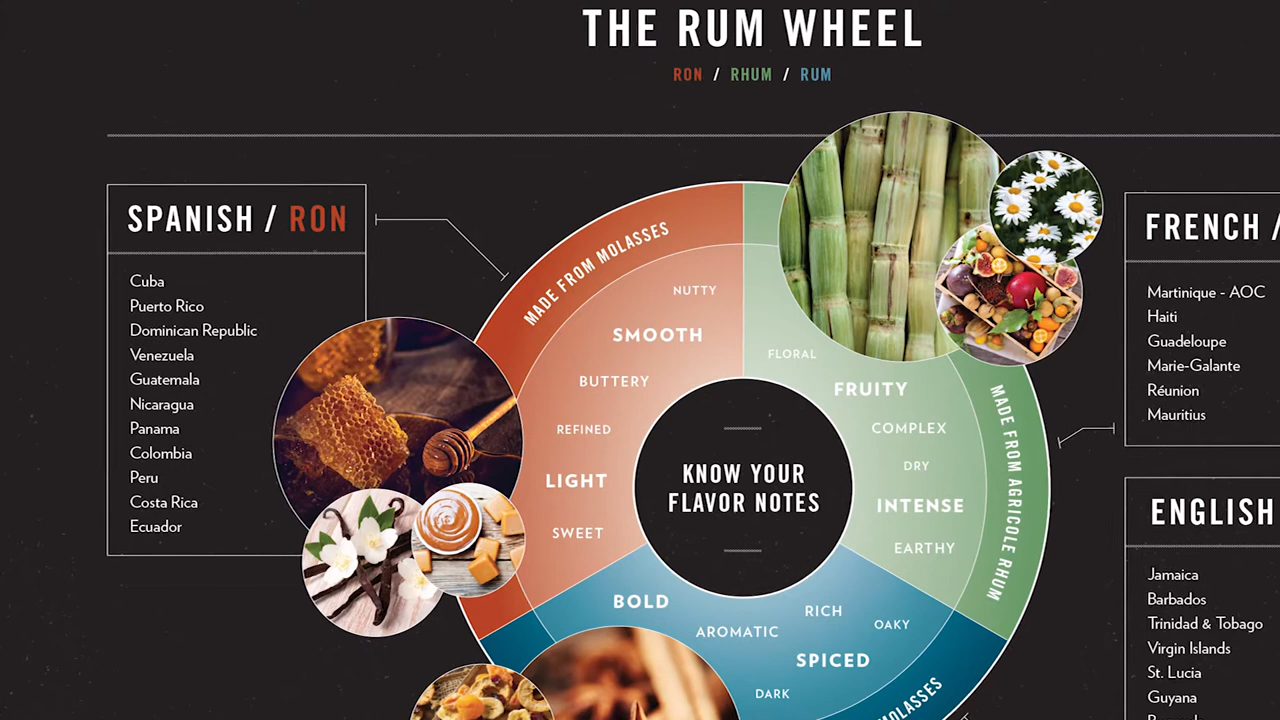 THE RUM WHEEL
RON / RHUM / RUM
SPANISH / RON
Cuba
Puerto Rico
Dominican Republic
Venezuela
Guatemala
Nicaragua
Panama
Colombia
Peru
Costa Rica
Ecuador
MADE FROM MOLASSES
NUTTY
SMOOTH
BUTTERY
REFINED
LIGHT
SWEET
FLORAL
FRUITY
COMPLEX
DRY
INTENSE
EARTHY
MADE FROM AGRICOLE RHUM
KNOW YOUR
FLAVOR NOTES
BOLD
RICH
AROMATIC
OAKY
SPICED
DARK
MOLASSES
FRENCH /
Martinique - AOC
Haiti
Guadeloupe
Marie-Galante
Réunion
Mauritius
ENGLISH
Jamaica
Barbados
Trinidad & Tobago
Virgin Islands
St. Lucia
Guyana